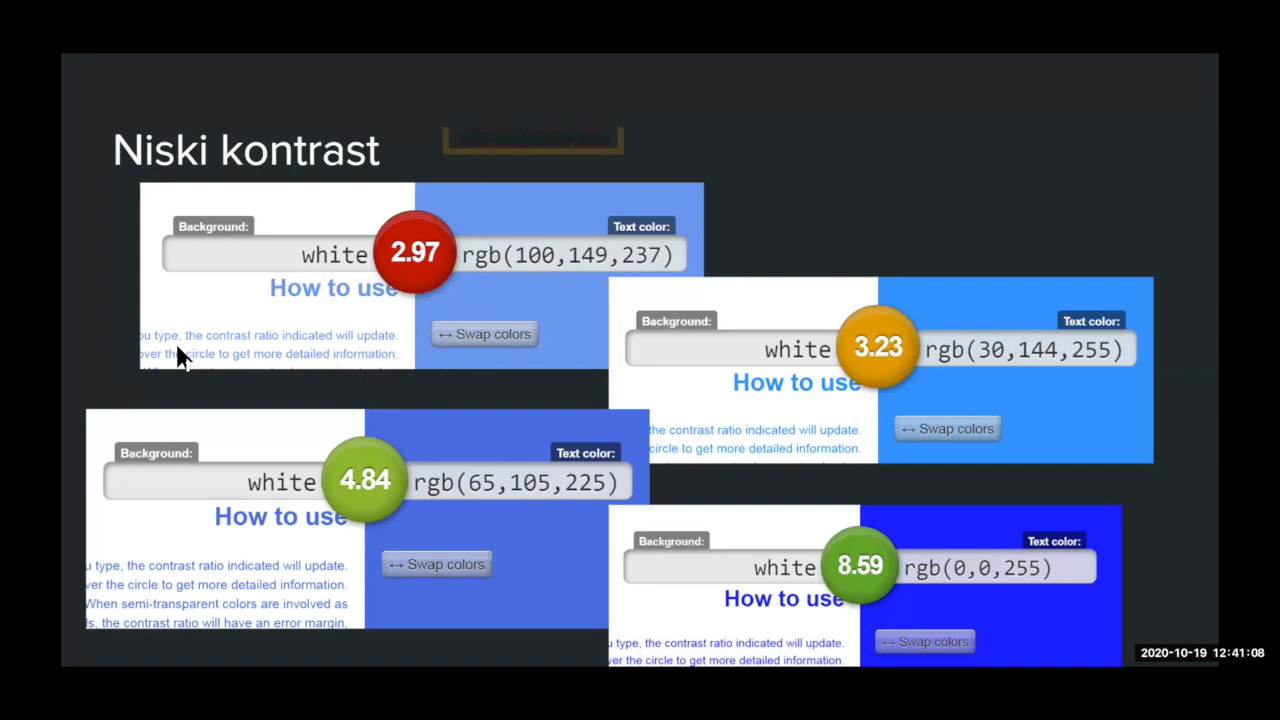 Niski kontrast
Background:
Text color:
white
2.97
rgb(100,149,237)
How to use
ou type, the contrast ratio indicated will update.
over the circle to get more detailed information.
↔ Swap colors
Background:
Text color:
white
3.23
rgb(30,144,255)
How to use
the contrast ratio indicated will update.
circle to get more detailed information.
↔ Swap colors
Background:
Text color:
white
4.84
rgb(65,105,225)
How to use
u type, the contrast ratio indicated will update.
ver the circle to get more detailed information.
When semi-transparent colors are involved as
ls, the contrast ratio will have an error margin,
↔ Swap colors
Background:
Text color:
white
8.59
rgb(0,0,255)
How to use
u type, the contrast ratio indicated will update.
ver the circle to get more detailed information.
↔ Swap colors
2020-10-19 12:41:08